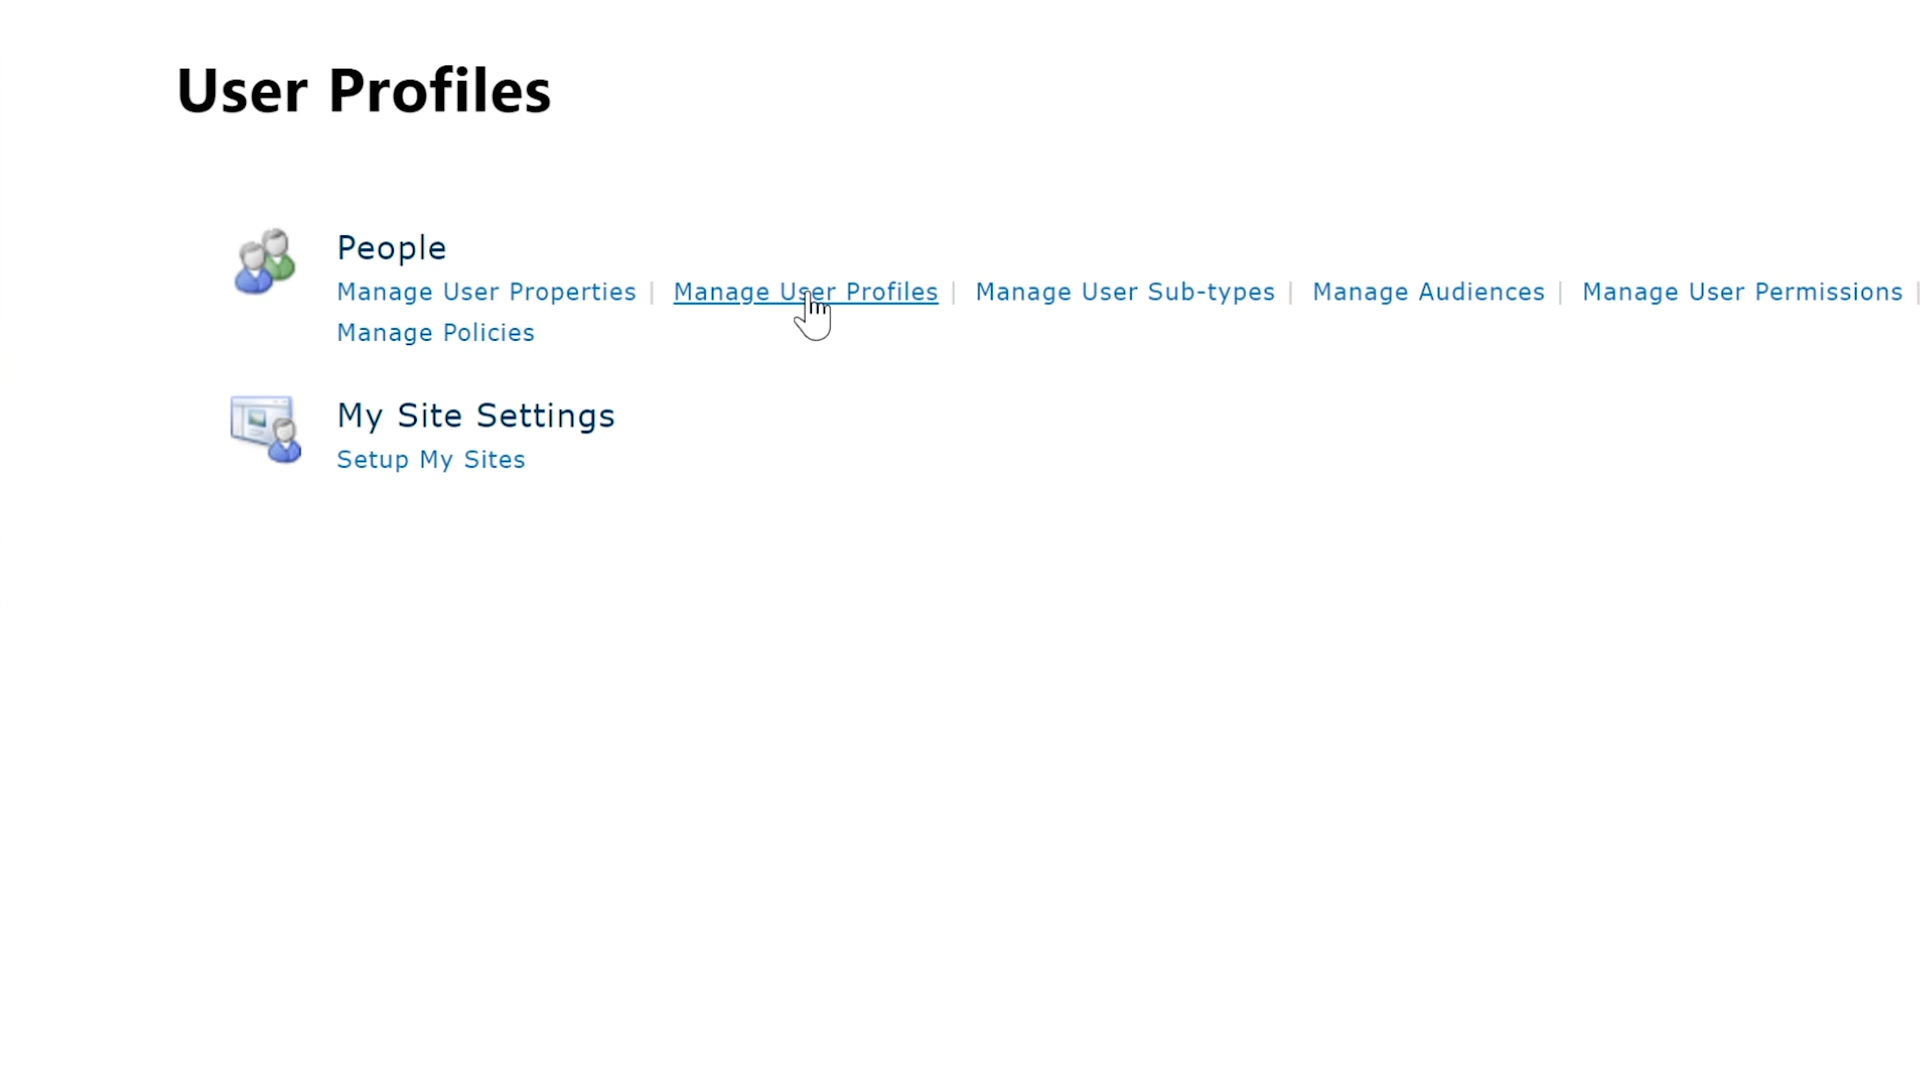 User Profiles
People
Manage User Properties | Manage User Profiles | Manage User Sub-types | Manage Audiences | Manage User Permissions |
Manage Policies
My Site Settings
Setup My Sites